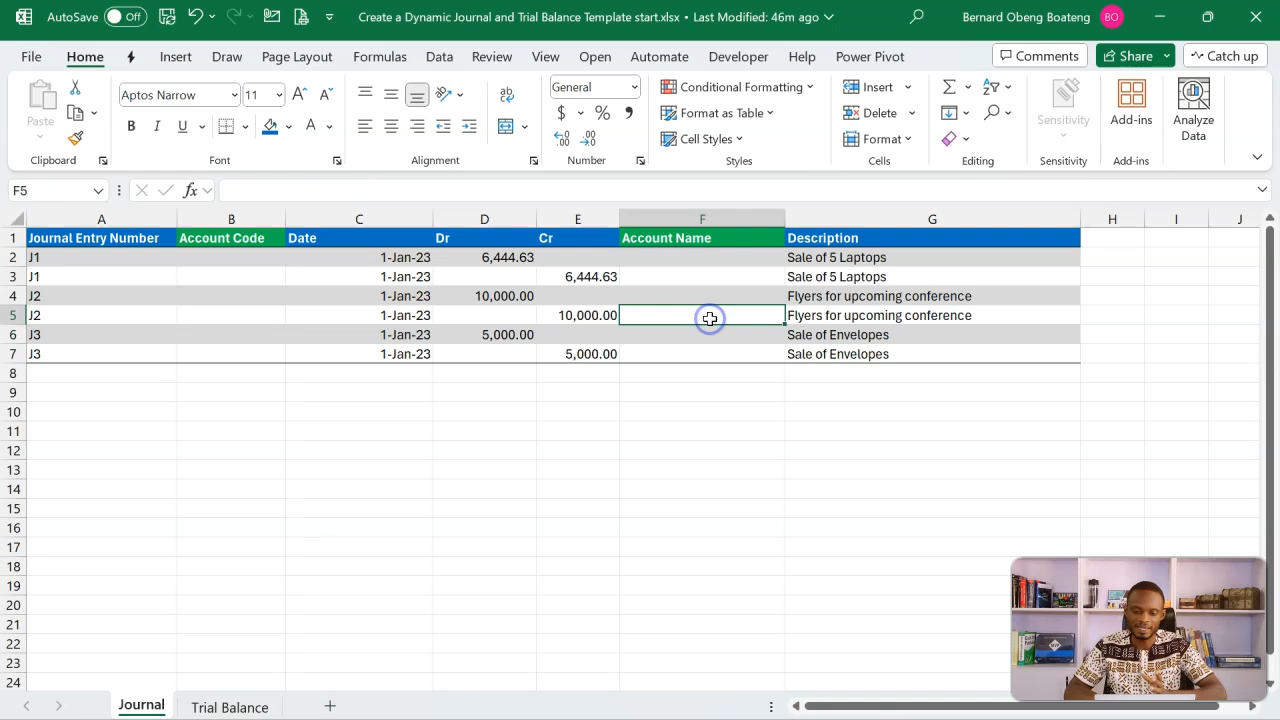 AutoSave Off Create a Dynamic Journal and Trial Balance Template start.xlsx • Last Modified: 46m ago Bernard Obeng Boateng BO
File Home Insert Draw Page Layout Formulas Data Review View Open Automate Developer Help Power Pivot Comments Share Catch up
Paste Aptos Narrow 11 A A General $ % , Conditional Formatting Insert Σ Sensitivity Add-ins Analyze Data
B I U A Format as Table Delete
Cell Styles Format
Clipboard Font Alignment Number Styles Cells Editing Sensitivity Add-ins
F5 fx
A B C D E F G H I J
1 Journal Entry Number Account Code Date Dr Cr Account Name Description
2 J1 1-Jan-23 6,444.63 Sale of 5 Laptops
3 J1 1-Jan-23 6,444.63 Sale of 5 Laptops
4 J2 1-Jan-23 10,000.00 Flyers for upcoming conference
5 J2 1-Jan-23 10,000.00 Flyers for upcoming conference
6 J3 1-Jan-23 5,000.00 Sale of Envelopes
7 J3 1-Jan-23 5,000.00 Sale of Envelopes
8
9
10
11
12
13
14
15
16
17
18
19
20
21
22
23
24
Journal Trial Balance +